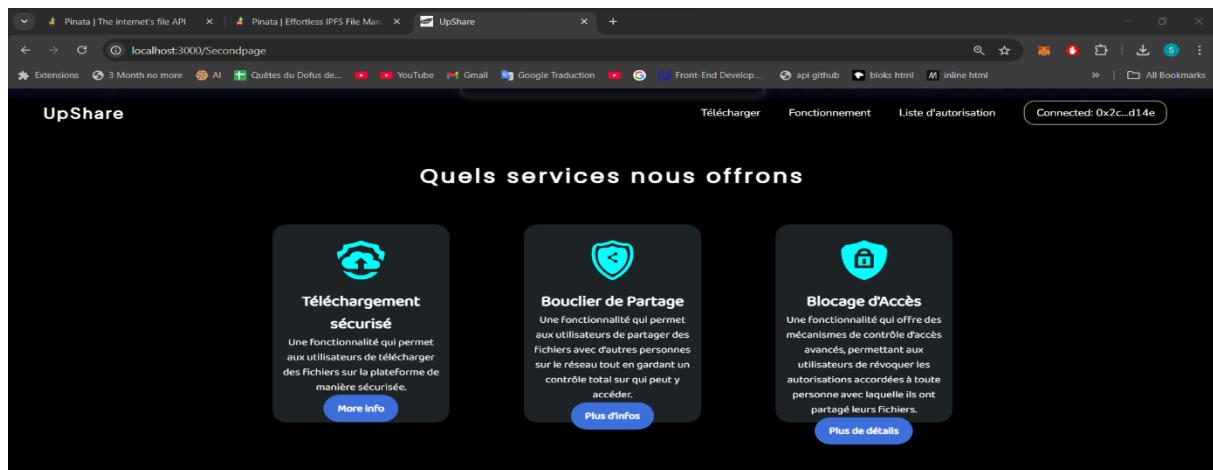 Pinata | The internet's file API
Pinata | Effortless IPFS File Man
UpShare
localhost:3000/Secondpage
S
Extensions
3 Month no more
AI
Quêtes du Dofus de...
YouTube
Gmail
Google Traduction
Front-End Develop...
api github
bloks html
inline html
All Bookmarks
UpShare
Télécharger
Fonctionnement
Liste d'autorisation
Connected: 0x2c...d14e
Quels services nous offrons
Téléchargement
sécurisé
Une fonctionnalité qui permet
aux utilisateurs de télécharger
des fichiers sur la plateforme de
manière sécurisée.
More info
Bouclier de Partage
Une fonctionnalité qui permet
aux utilisateurs de partager des
fichiers avec d'autres personnes
sur le réseau tout en gardant un
contrôle total sur qui peut y
accéder.
Plus d'infos
Blocage d'Accès
Une fonctionnalité qui offre des
mécanismes de contrôle d'accès
avancés, permettant aux
utilisateurs de révoquer les
autorisations accordées à toute
personne avec laquelle ils ont
partagé leurs fichiers.
Plus de détails